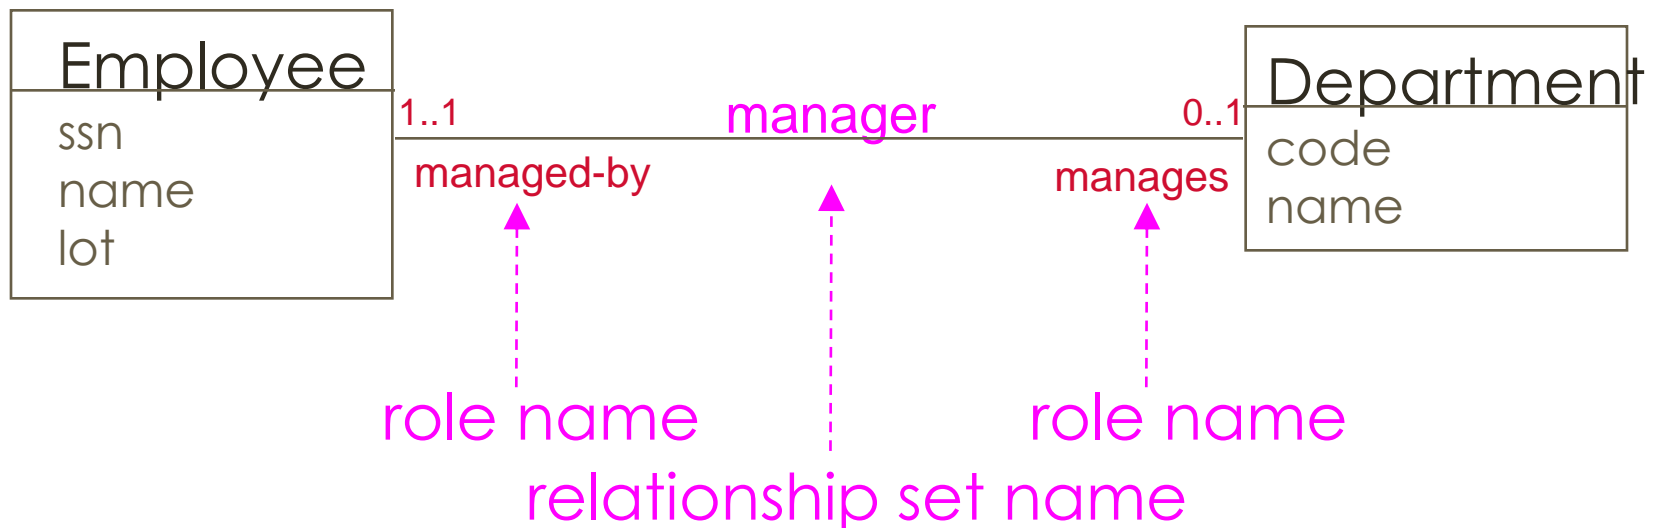 Employee
ssn
name
lot
1..1
managed-by
manager
0..1
manages
Department
code
name
role name
role name
relationship set name